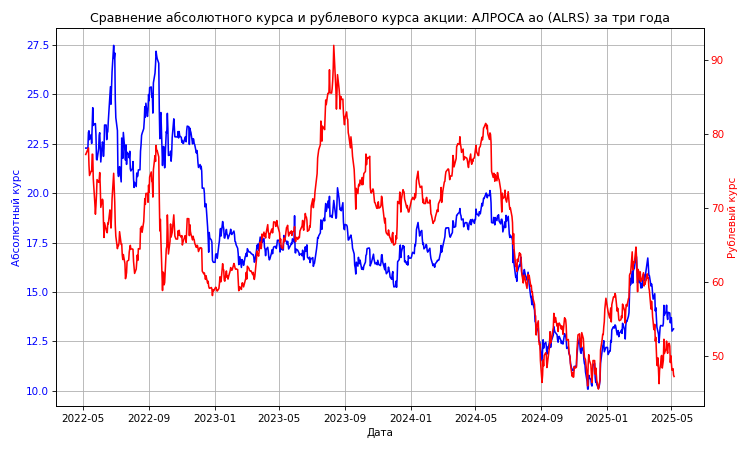 Сравнение абсолютного курса и рублевого курса акции: АЛРОСА ао (ALRS) за три года
27.5
25.0
22.5
20.0
17.5
15.0
12.5
10.0
Абсолютный курс
90
80
70
60
50
Рублевый курс
2022-05 2022-09 2023-01 2023-05 2023-09 2024-01 2024-05 2024-09 2025-01 2025-05
Дата